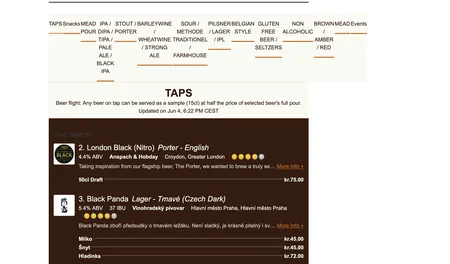 TAPS Snacks MEAD POUR IPA / DIPA / TIPA / PALE ALE / BLACK IPA STOUT / PORTER BARLEYWINE / WHEATWINE / STRONG ALE SOUR / METHODE TRADITIONEL / FARMHOUSE PILSNER / LAGER / IPL BELGIAN STYLE GLUTEN FREE BEER / SELTZERS NON ALCOHOLIC BROWN / AMBER / RED MEAD Events
TAPS
Beer flight: Any beer on tap can be served as a sample (15cl) at half the price of selected beer's full pour.
Updated on Jun 4, 6:22 PM CEST
2. London Black (Nitro) Porter - English
4.4% ABV Anspach & Hobday Croydon, Greater London
Taking inspiration from our flagship beer, The Porter, we wanted to brew a truly se… More Info +
50cl Draft kr.75.00
3. Black Panda Lager - Tmavé (Czech Dark)
5.4% ABV 37 IBU Vinohradský pivovar Hlavní město Praha, Hlavní město Praha
Black Panda zboří předsudky o tmavém ležáku. Není sladký, je krásně pitelný i sv… More Info +
Mlíko kr.45.00
Šnyt kr.45.00
Hladinka kr.72.00